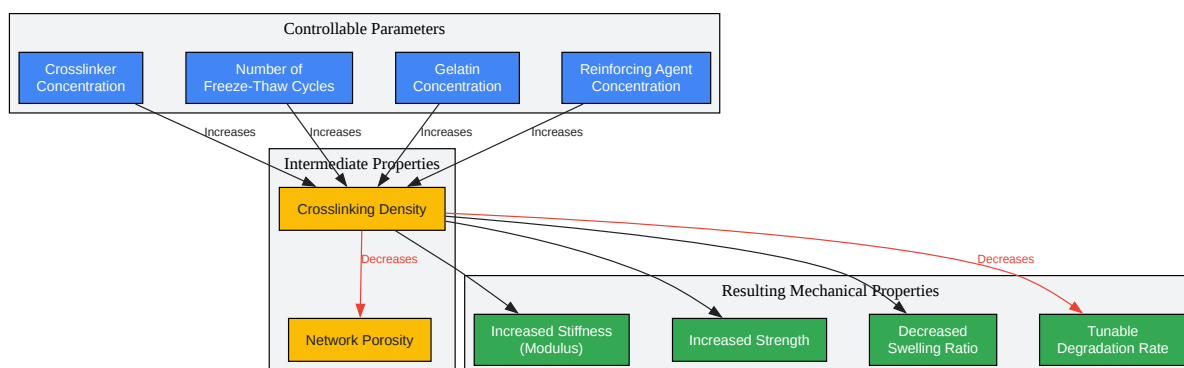 Controllable Parameters
Crosslinker
Concentration
Number of
Freeze-Thaw Cycles
Gelatin
Concentration
Reinforcing Agent
Concentration
Increases
Increases
Increases
Increases
Intermediate Properties
Crosslinking Density
Decreases
Decreases
Resulting Mechanical Properties
Network Porosity
Increased Stiffness
(Modulus)
Increased Strength
Decreased
Swelling Ratio
Tunable
Degradation Rate